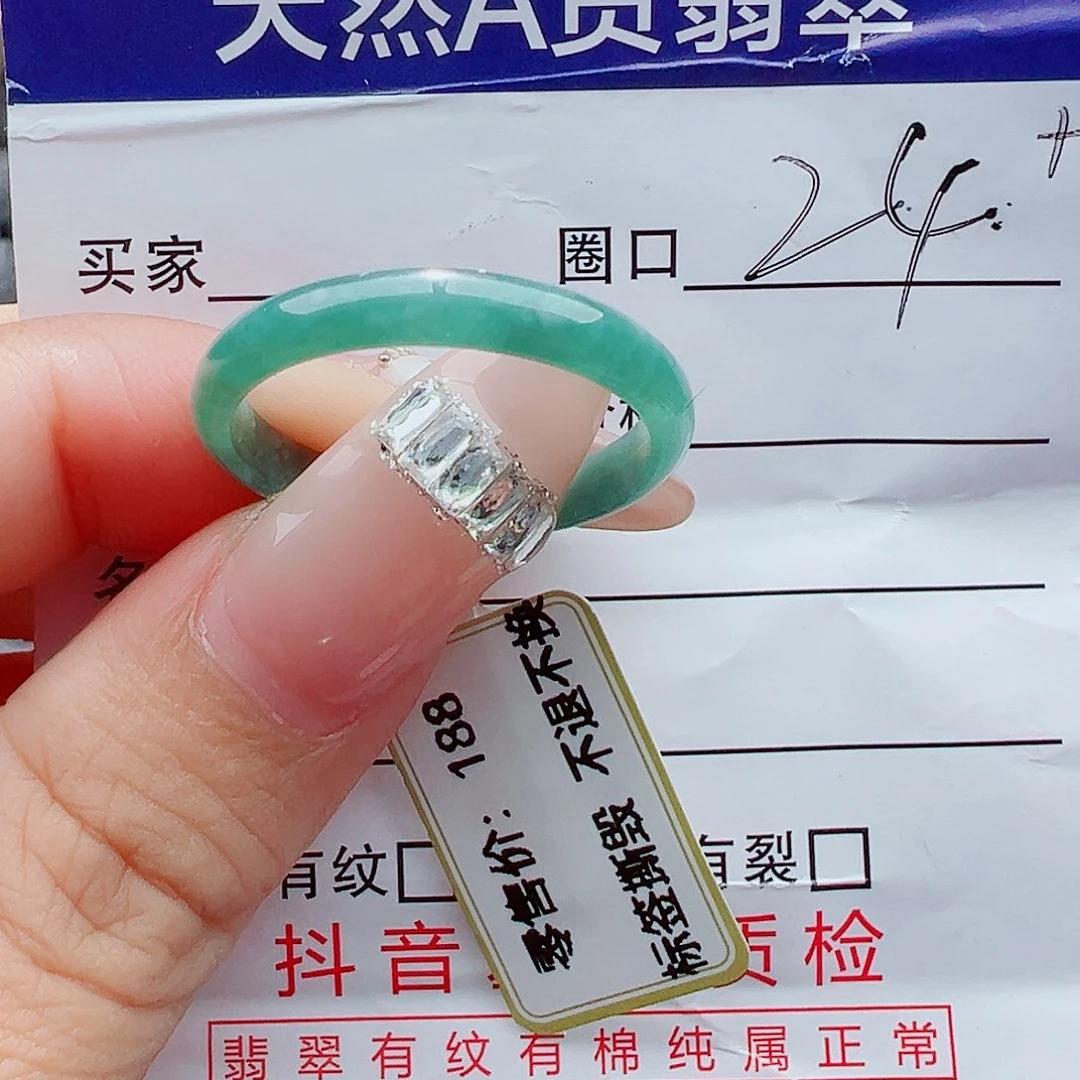 天然A货翡翠
买家
圈口 24+
有纹□
有裂□
抖音
质检
翡翠有纹有棉纯属正常
零售价：188
标签撕毁 不退不换